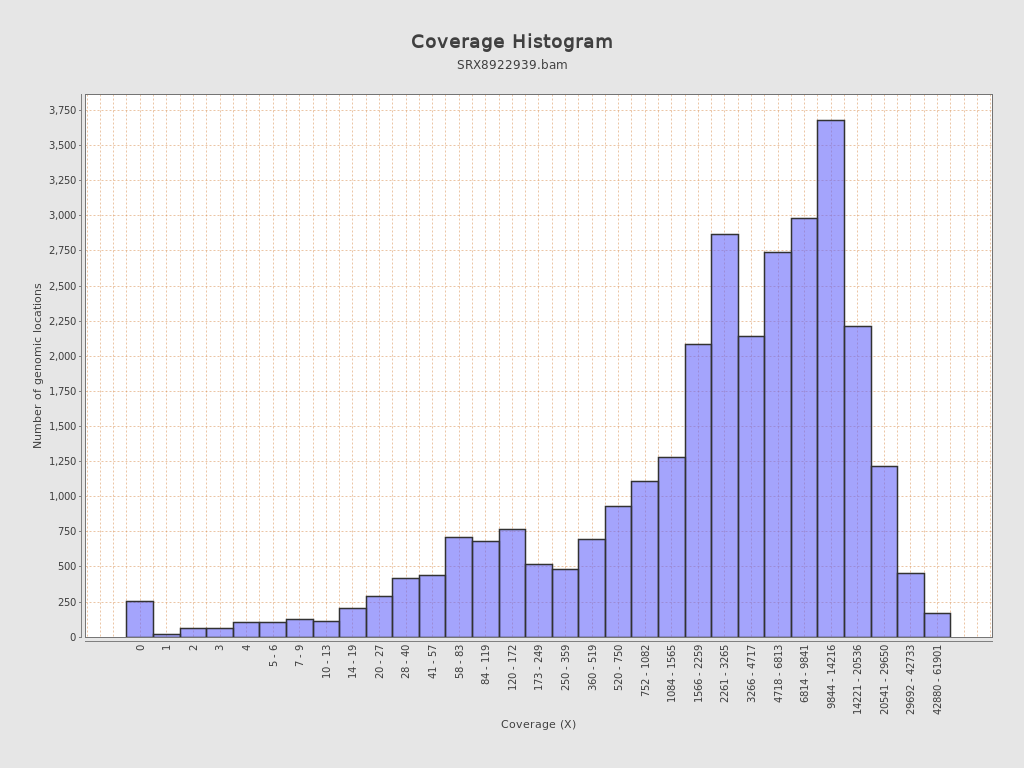 Coverage Histogram
SRX8922939.bam
Number of genomic locations
3,750
3,500
3,250
3,000
2,750
2,500
2,250
2,000
1,750
1,500
1,250
1,000
750
500
250
0
0
1
2
3
4
5 - 6
7 - 9
10 - 13
14 - 19
20 - 27
28 - 40
41 - 57
58 - 83
84 - 119
120 - 172
173 - 249
250 - 359
360 - 519
520 - 750
752 - 1082
1084 - 1565
1566 - 2259
2261 - 3265
3266 - 4717
4718 - 6813
6814 - 9841
9844 - 14216
14221 - 20536
20541 - 29650
29692 - 42733
42880 - 61901
Coverage (X)